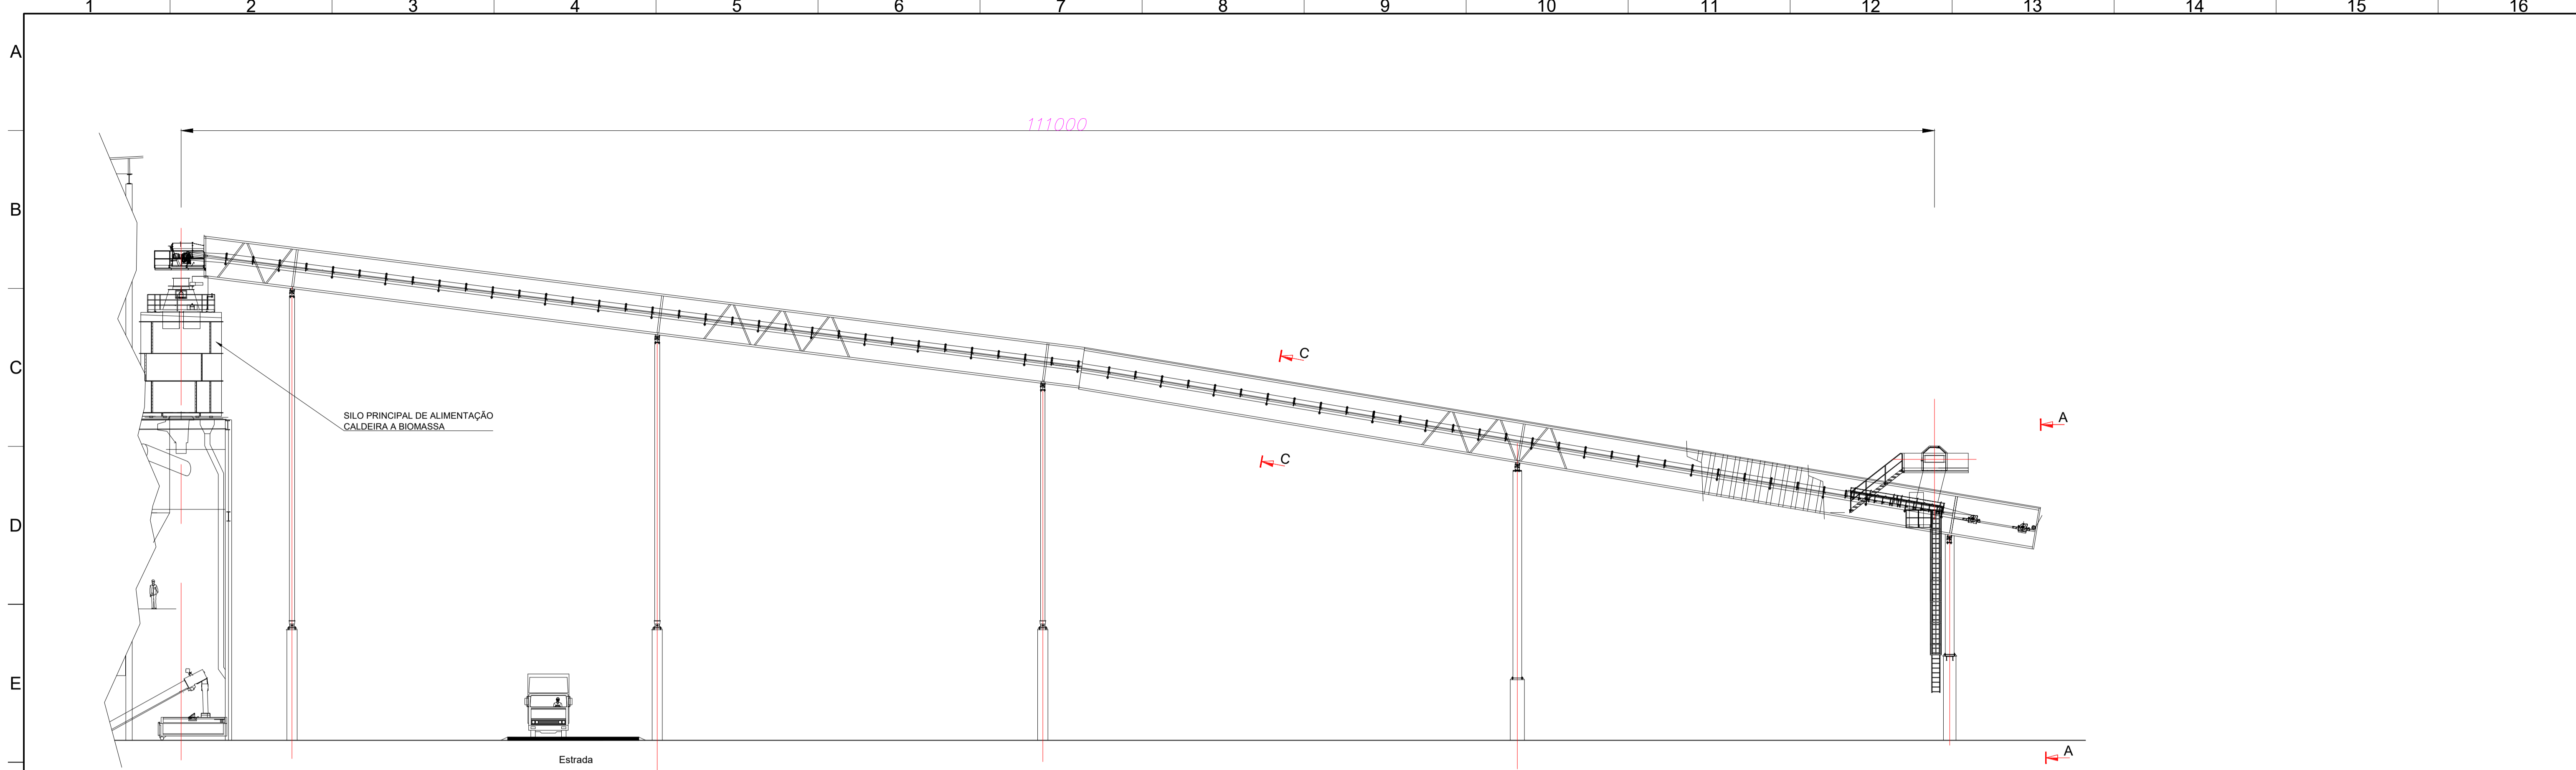 1 2 3 4 5 6 7 8 9 10 11 12 13 14 15 16
A
111000
B
C
C
SILO PRINCIPAL DE ALIMENTAÇÃO
CALDEIRA A BIOMASSA
A
C
D
E
A
Estrada